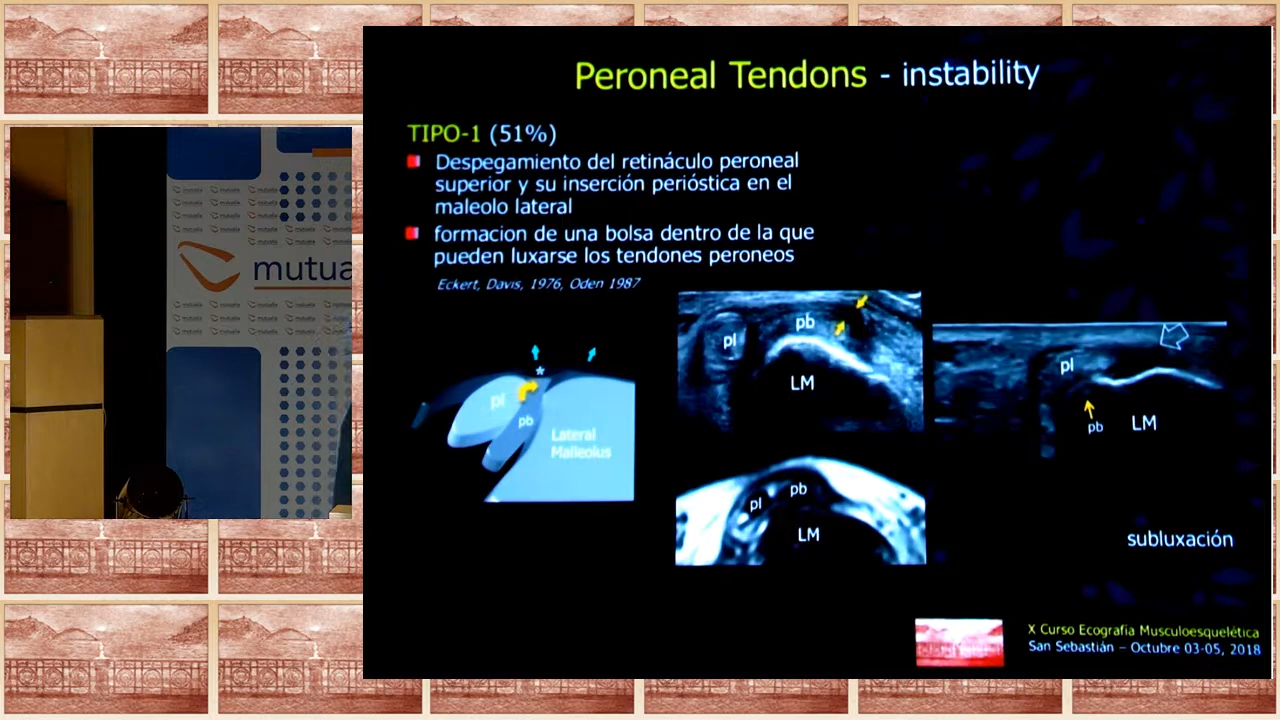 Peroneal Tendons - instability
TIPO-1 (51%)
Despegamiento del retináculo peroneal
superior y su inserción perióstica en el
maleolo lateral
formacion de una bolsa dentro de la que
pueden luxarse los tendones peroneos
Eckert, Davis, 1976, Oden 1987
pl
pb
Lateral
Malleolus
pl
pb
LM
pl
pb
LM
pl
pb
LM
subluxación
X Curso Ecografía Musculoesquelética
San Sebastián – Octubre 03-05, 2018
mutua